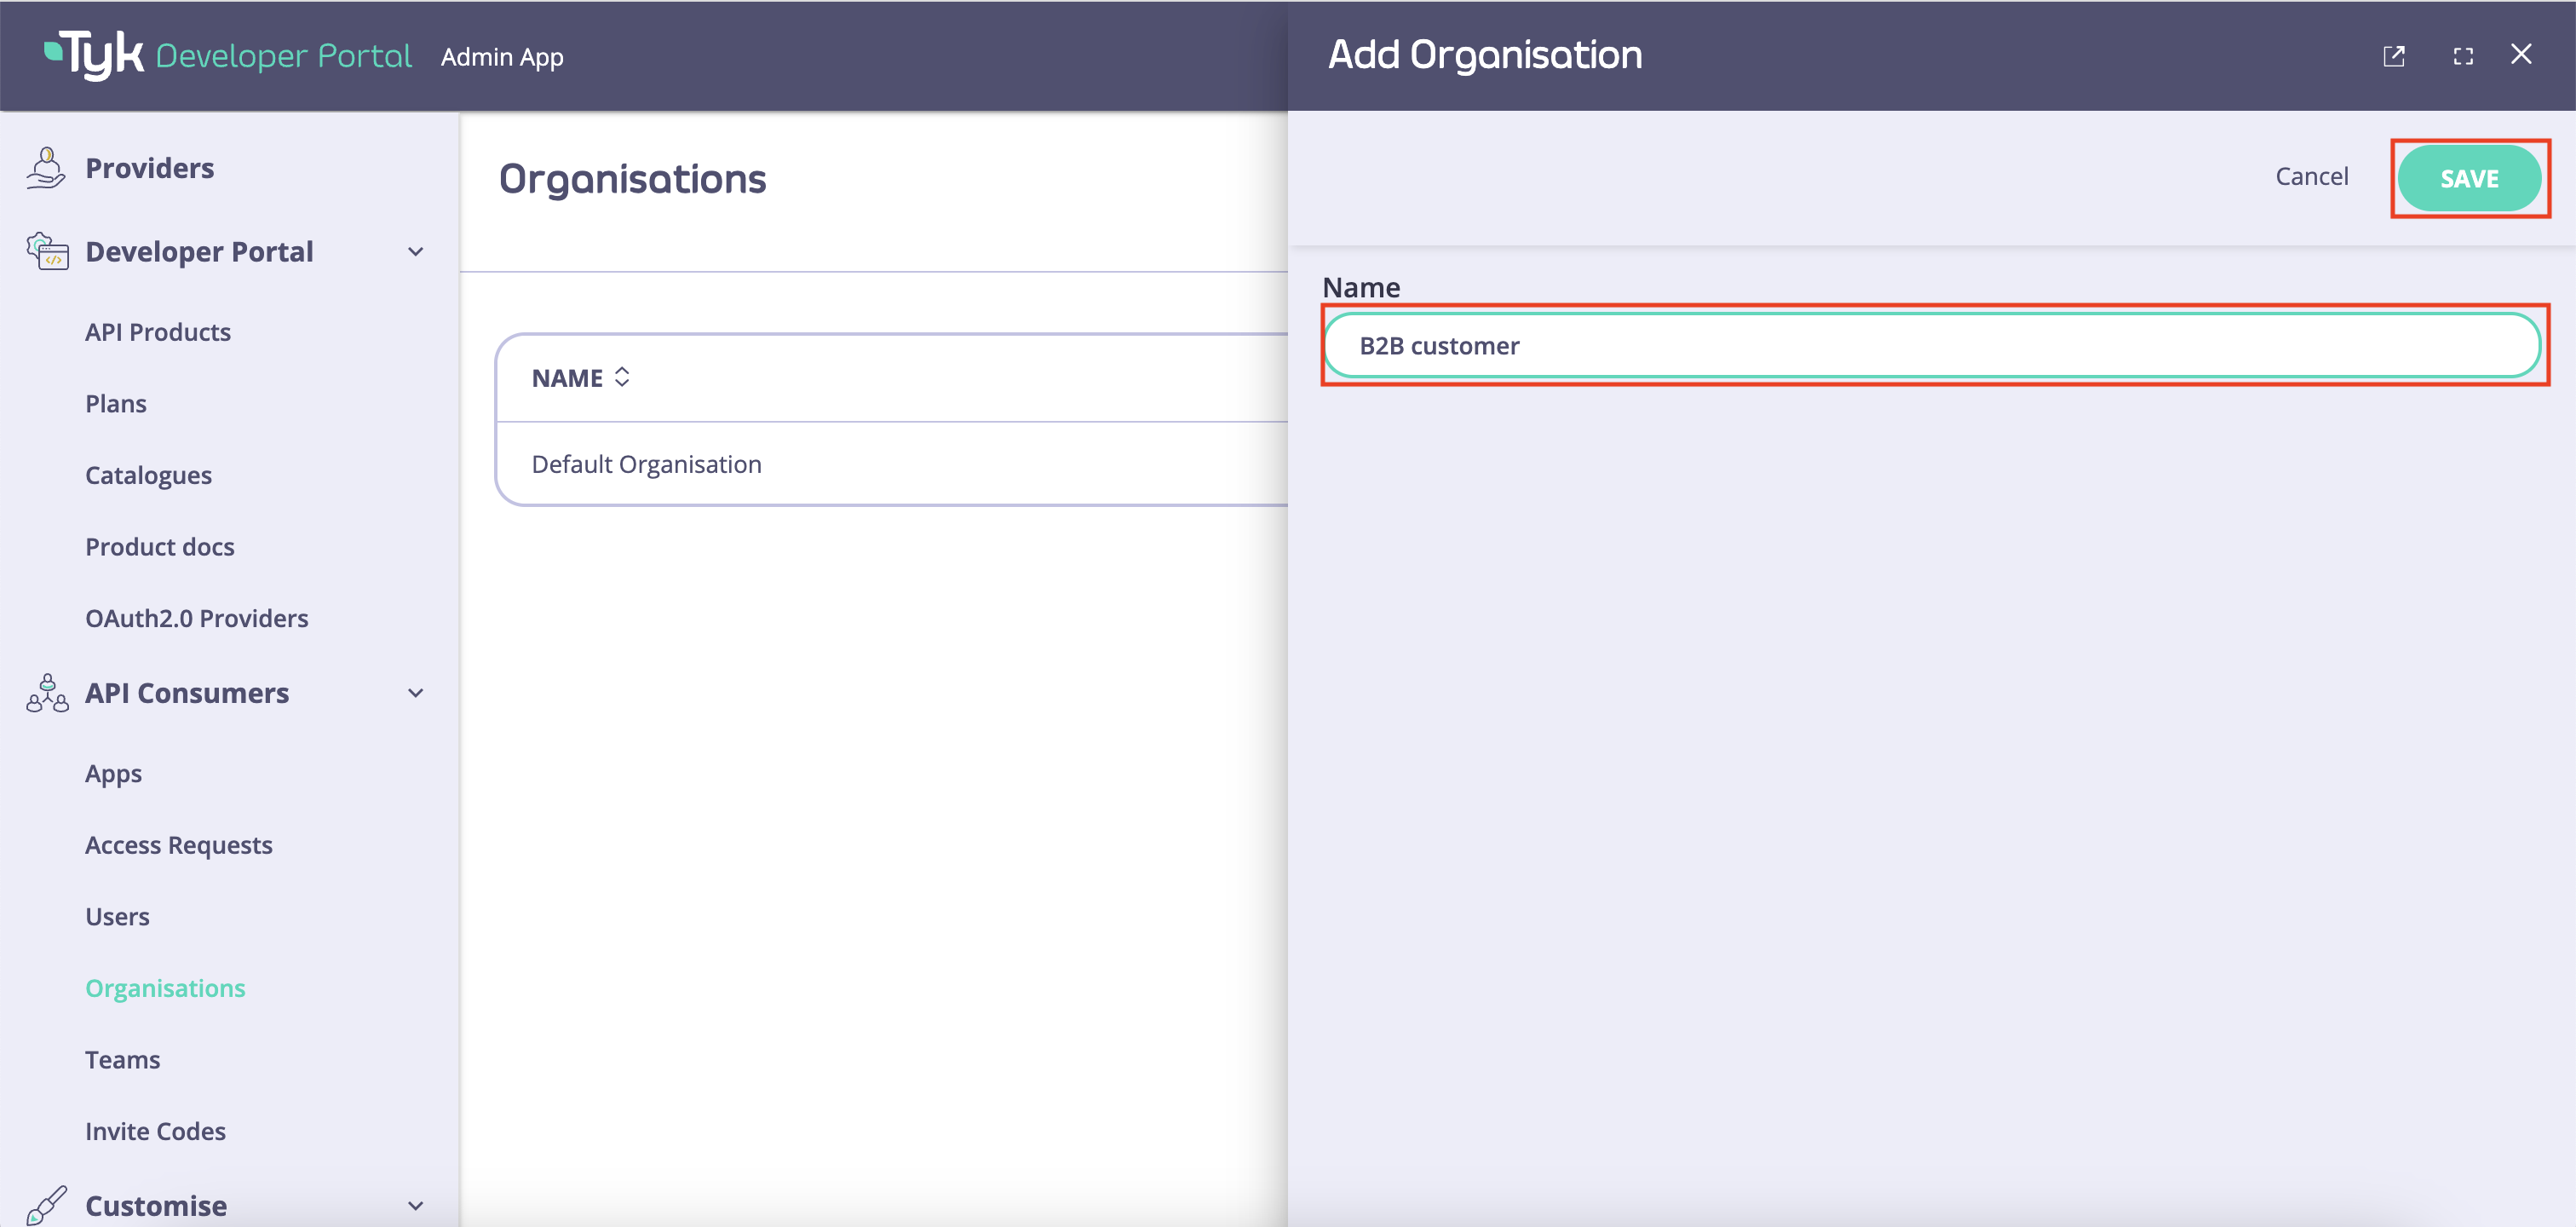 Tyk Developer Portal Admin App
Add Organisation
Providers
Developer Portal
</>
API Products
Plans
Catalogues
Product docs
OAuth2.0 Providers
API Consumers
Apps
Access Requests
Users
Organisations
Teams
Invite Codes
Customise
Organisations
NAME
Default Organisation
Cancel
SAVE
Name
B2B customer